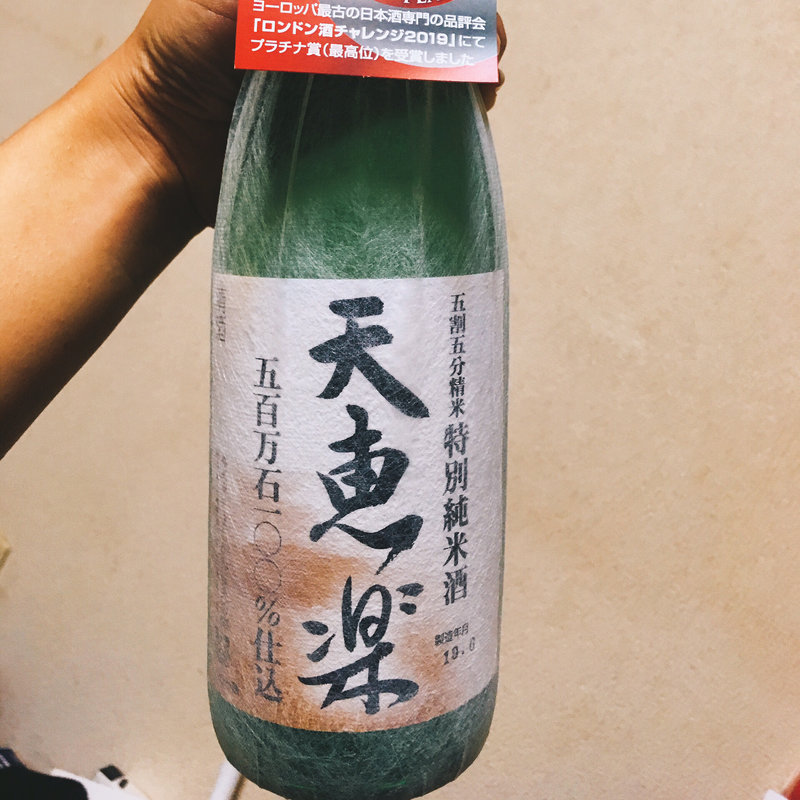 ヨーロッパ最古の日本酒専門の品評会
「ロンドン酒チャレンジ2019」にて
プラチナ賞(最高位)を受賞しました
五割五分精米 特別純米酒
製造年月
19.6
天恵楽
五百万石一〇〇%仕込